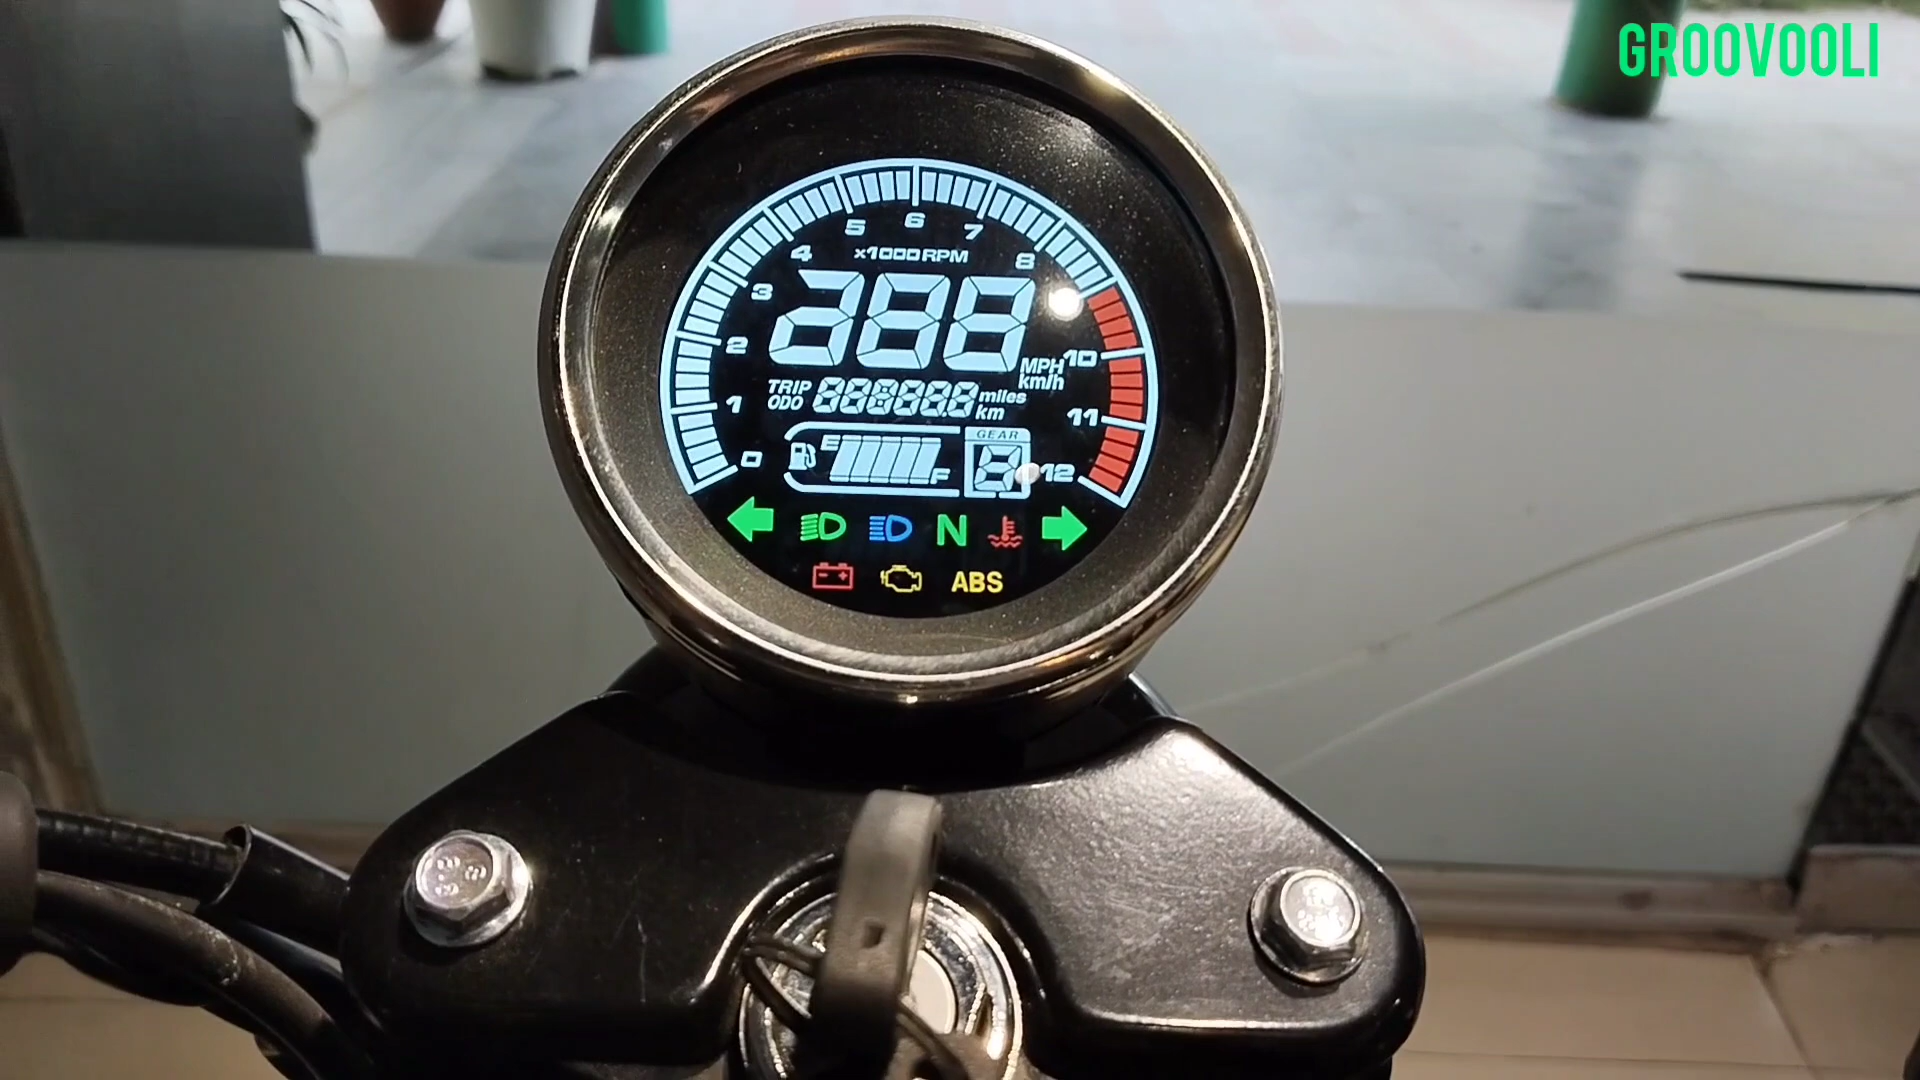 GROOVOOLI
0 1 2 3 4 5 6 7 8 10 11 12
x1000 RPM
288
MPH
km/h
TRIP 888888 miles
ODO km
GEAR
E F 8
N
ABS